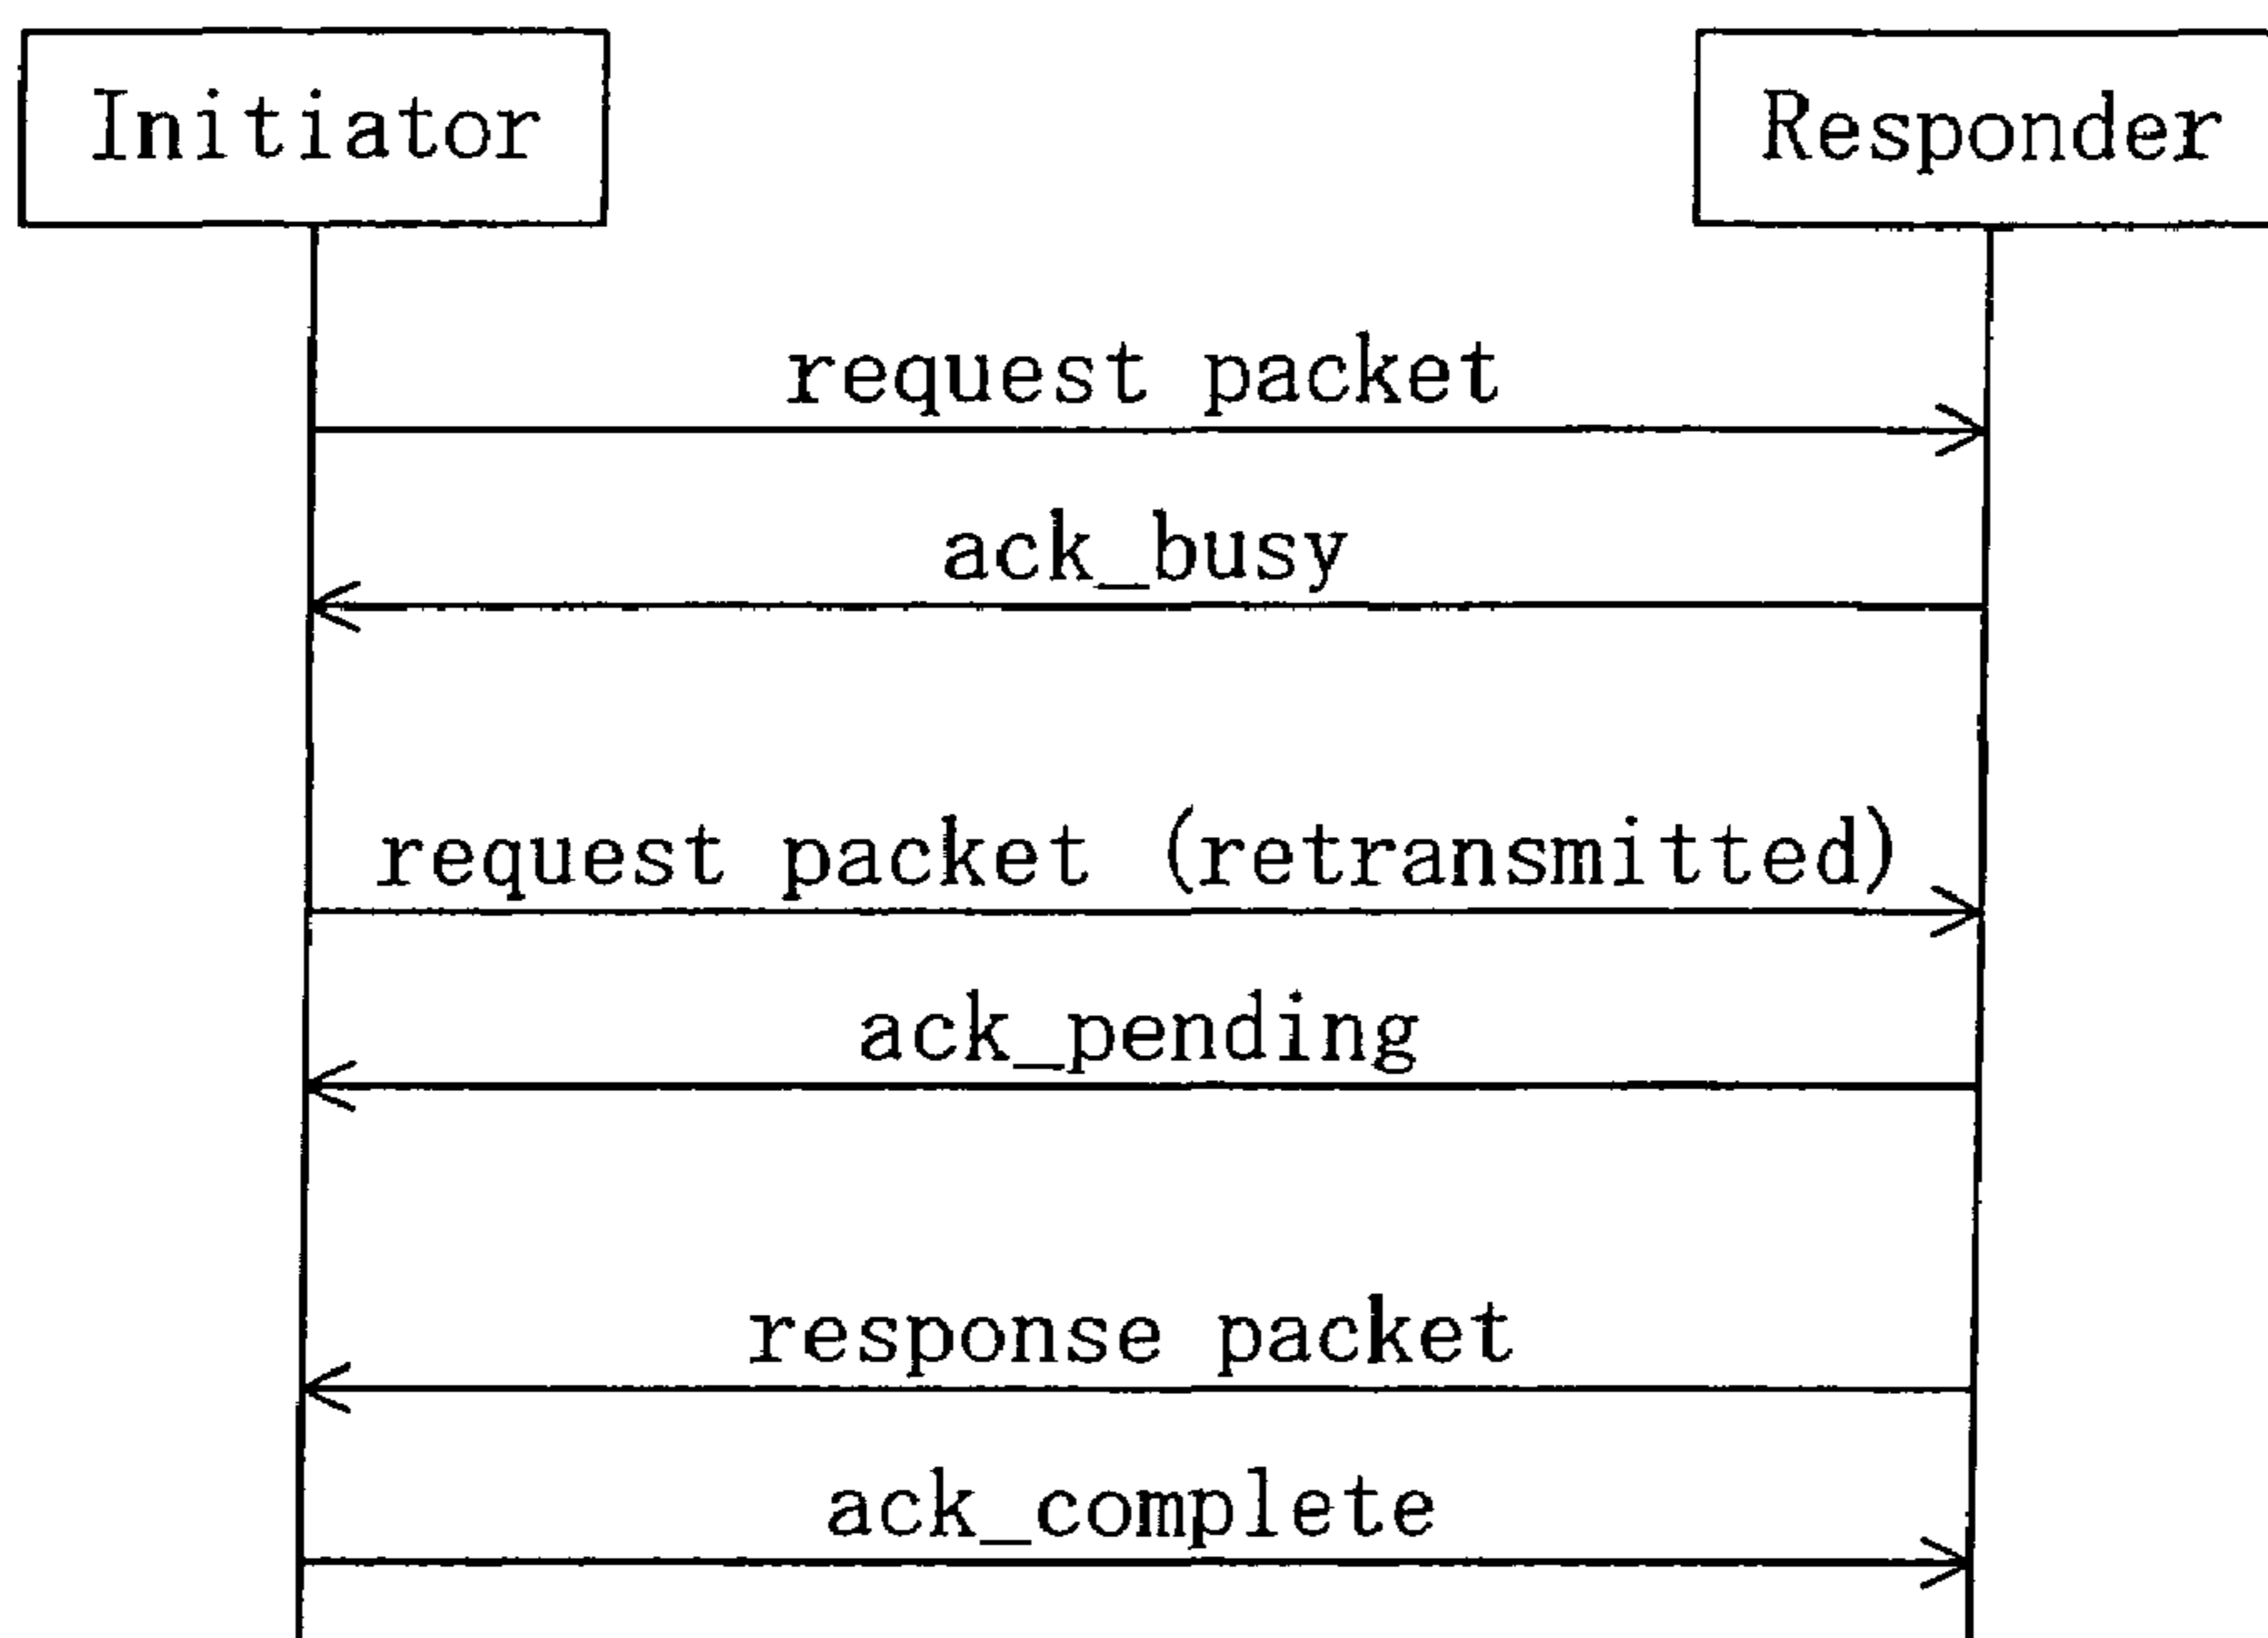 Initiator
Responder
request packet
ack_busy
request packet (retransmitted)
ack_pending
response packet
ack_complete